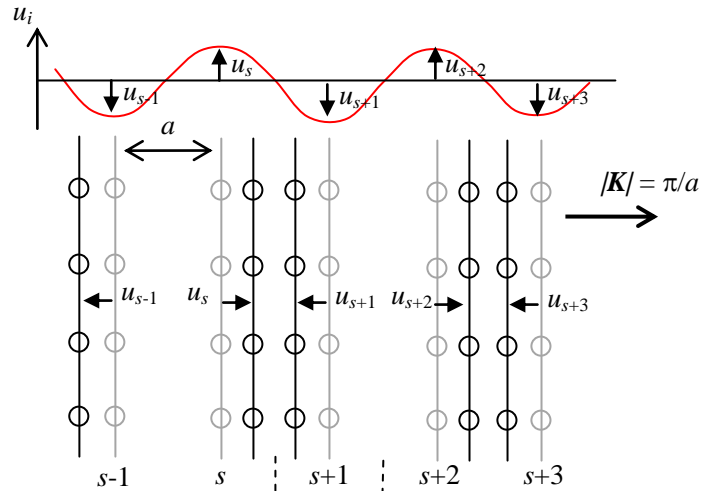 u_i
u_{s-1} u_s u_{s+1} u_{s+2} u_{s+3}
a
|K| = π/a
u_{s-1} u_s u_{s+1} u_{s+2} u_{s+3}
s-1 s s+1 s+2 s+3